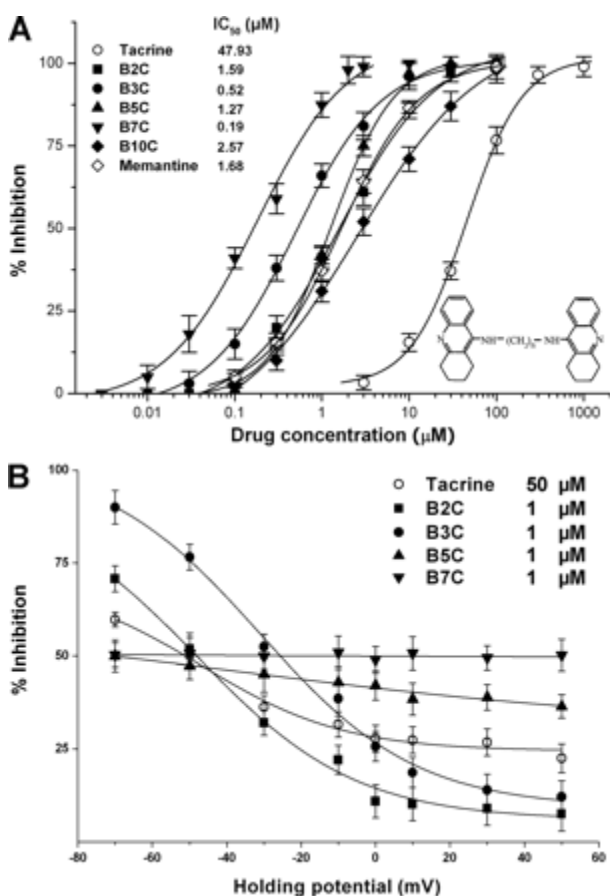 A
IC50 (µM)
Tacrine 47.93
B2C 1.59
B3C 0.52
B5C 1.27
B7C 0.19
B10C 2.57
Memantine 1.68
100
75
50
25
0
% Inhibition
N NH—(CH2)n—NH N
0.01 0.1 1 10 100 1000
Drug concentration (µM)
B
Tacrine 50 µM
B2C 1 µM
B3C 1 µM
B5C 1 µM
B7C 1 µM
100
75
50
25
% Inhibition
-80 -60 -40 -20 0 20 40 60
Holding potential (mV)